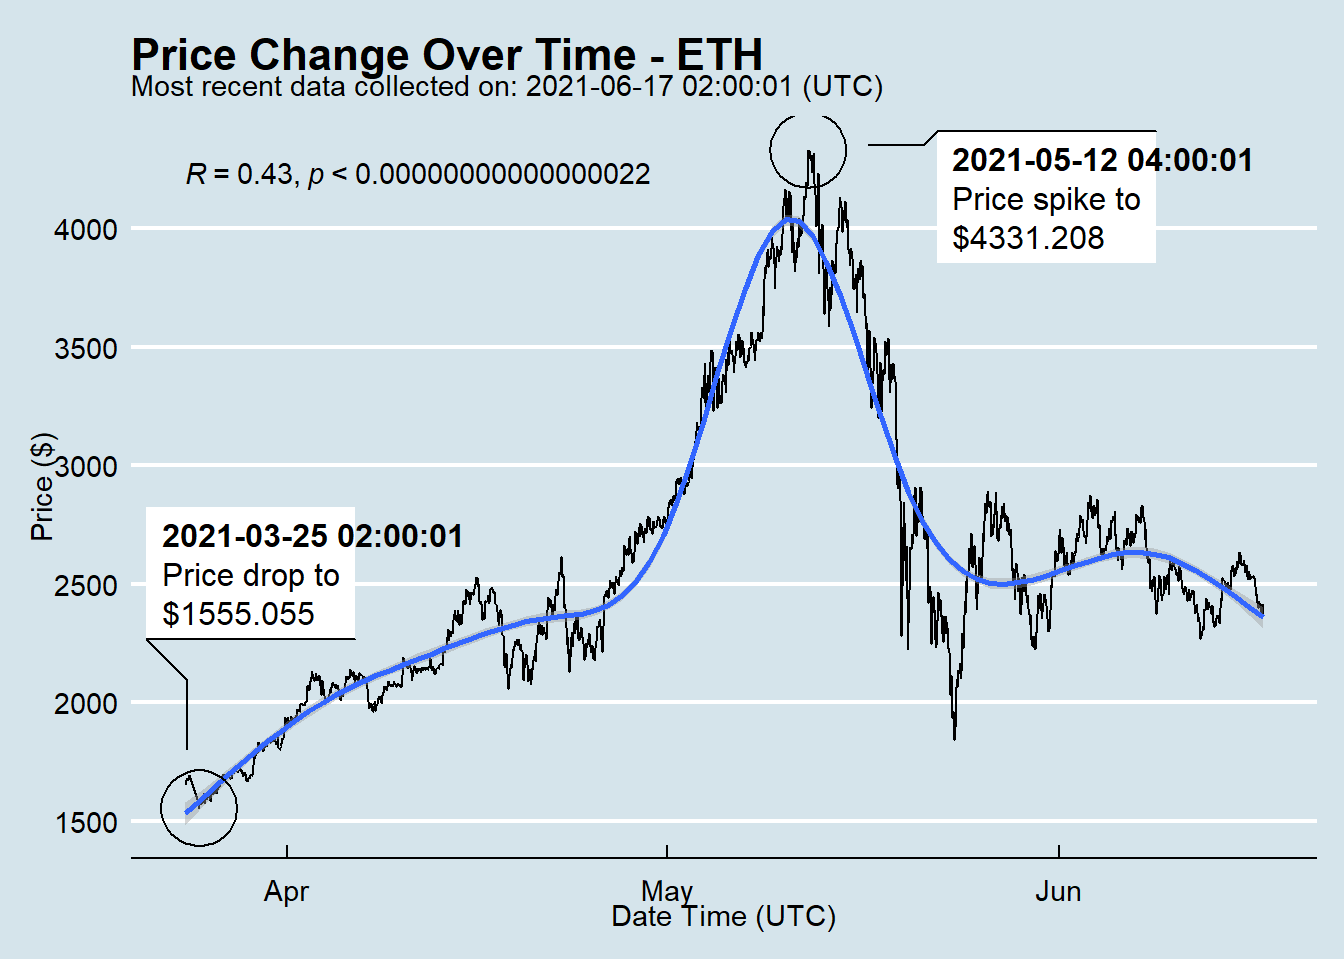 Price Change Over Time - ETH
Most recent data collected on: 2021-06-17 02:00:01 (UTC)
R = 0.43, p < 0.00000000000000022
2021-05-12 04:00:01
Price spike to
$4331.208
4000
3500
3000
2500
2000
1500
Price ($)
2021-03-25 02:00:01
Price drop to
$1555.055
Apr
May
Jun
Date Time (UTC)